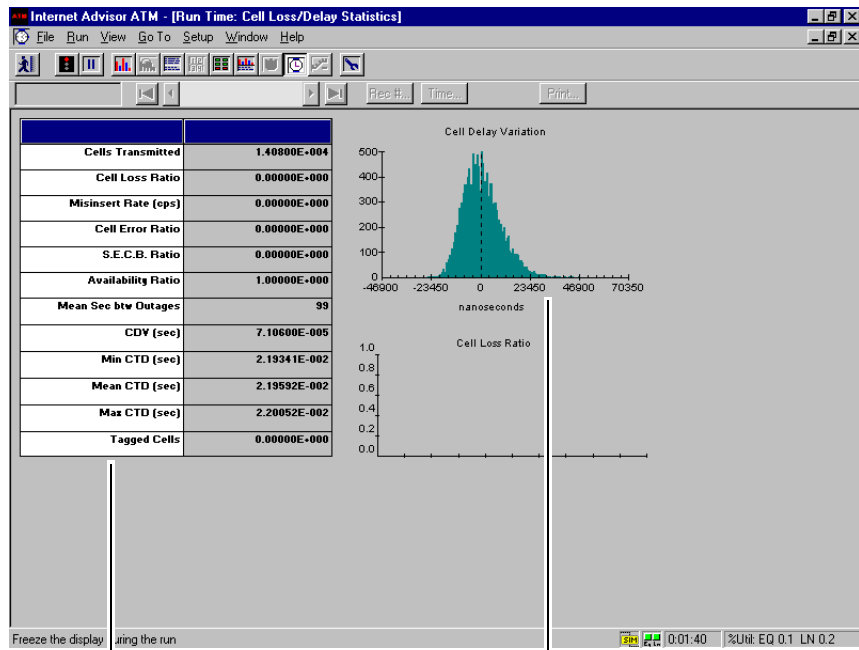 Internet Advisor ATM - [Run Time: Cell Loss/Delay Statistics]
File Run View Go To Setup Window Help
Rec #... Time... Print...
Cells Transmitted 1.40800E+004
Cell Loss Ratio 0.00000E+000
Misinsert Rate (cps) 0.00000E+000
Cell Error Ratio 0.00000E+000
S.E.C.B. Ratio 0.00000E+000
Availability Ratio 1.00000E+000
Mean Sec btw Outages 99
CDV (sec) 7.10600E-005
Min CTD (sec) 2.19341E-002
Mean CTD (sec) 2.19592E-002
Max CTD (sec) 2.20052E-002
Tagged Cells 0.00000E+000
Cell Delay Variation
500
400
300
200
100
0
-46900 -23450 0 23450 46900 70350
nanoseconds
Cell Loss Ratio
1.0
0.8
0.6
0.4
0.2
0.0
Freeze the display during the run
SIM Eq Ln 0:01:40 %Util: EQ 0.1 LN 0.2